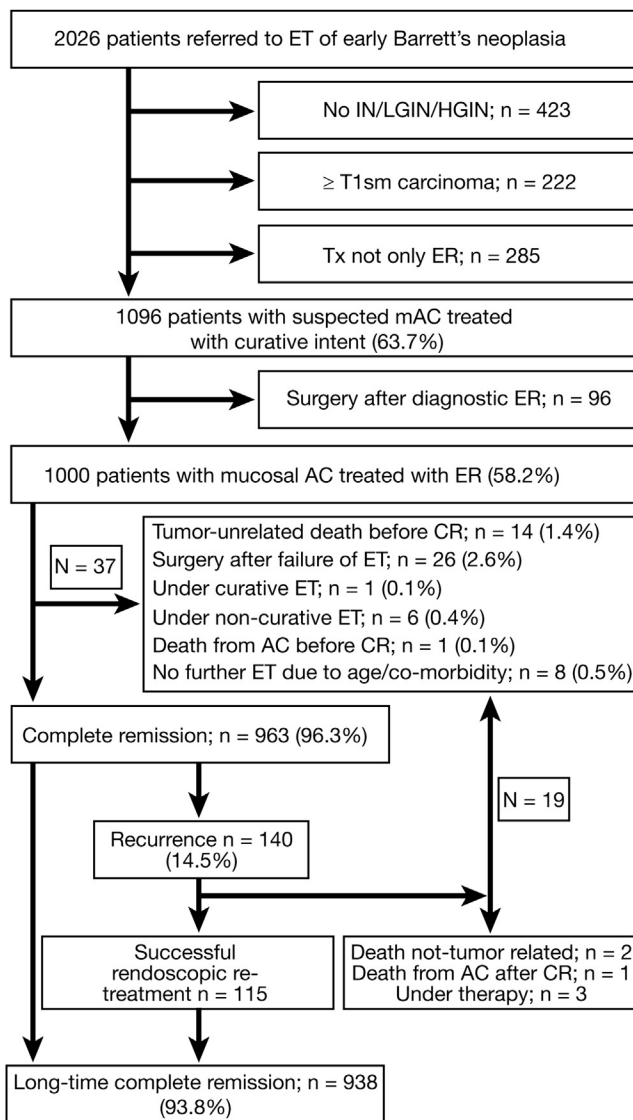 2026 patients referred to ET of early Barrett’s neoplasia
No IN/LGIN/HGIN; n = 423
≥ T1sm carcinoma; n = 222
Tx not only ER; n = 285
1096 patients with suspected mAC treated
with curative intent (63.7%)
Surgery after diagnostic ER; n = 96
1000 patients with mucosal AC treated with ER (58.2%)
N = 37
Tumor-unrelated death before CR; n = 14 (1.4%)
Surgery after failure of ET; n = 26 (2.6%)
Under curative ET; n = 1 (0.1%)
Under non-curative ET; n = 6 (0.4%)
Death from AC before CR; n = 1 (0.1%)
No further ET due to age/co-morbidity; n = 8 (0.5%)
Complete remission; n = 963 (96.3%)
N = 19
Recurrence n = 140
(14.5%)
Successful
rendoscopic re-
treatment n = 115
Death not-tumor related; n = 2
Death from AC after CR; n = 1
Under therapy; n = 3
Long-time complete remission; n = 938
(93.8%)